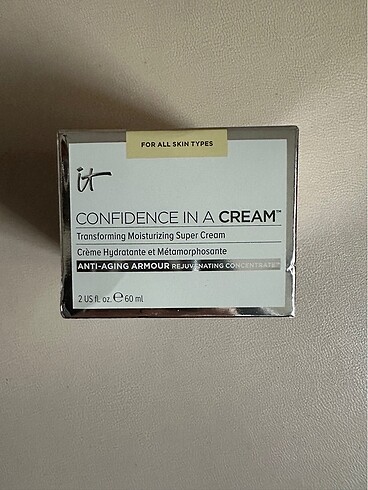 FOR ALL SKIN TYPES
it
CONFIDENCE IN A CREAM™
Transforming Moisturizing Super Cream
Crème Hydratante et Métamorphosante
ANTI-AGING ARMOUR REJUVENATING CONCENTRATE™
2 US fl. oz. ℮ 60 ml